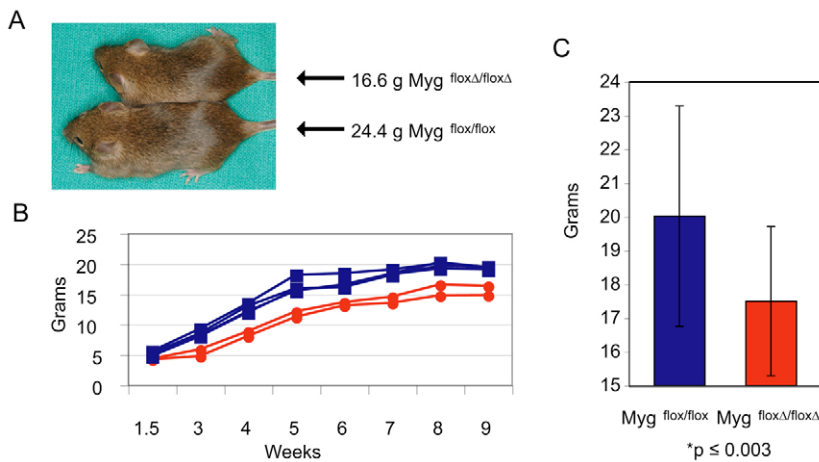 A
16.6 g Myg floxΔ/floxΔ
24.4 g Myg flox/flox
B
25
20
15
10
5
0
Grams
1.5 3 4 5 6 7 8 9
Weeks
C
24
23
22
21
20
19
18
17
16
15
Grams
Myg flox/flox Myg floxΔ/floxΔ
*p ≤ 0.003